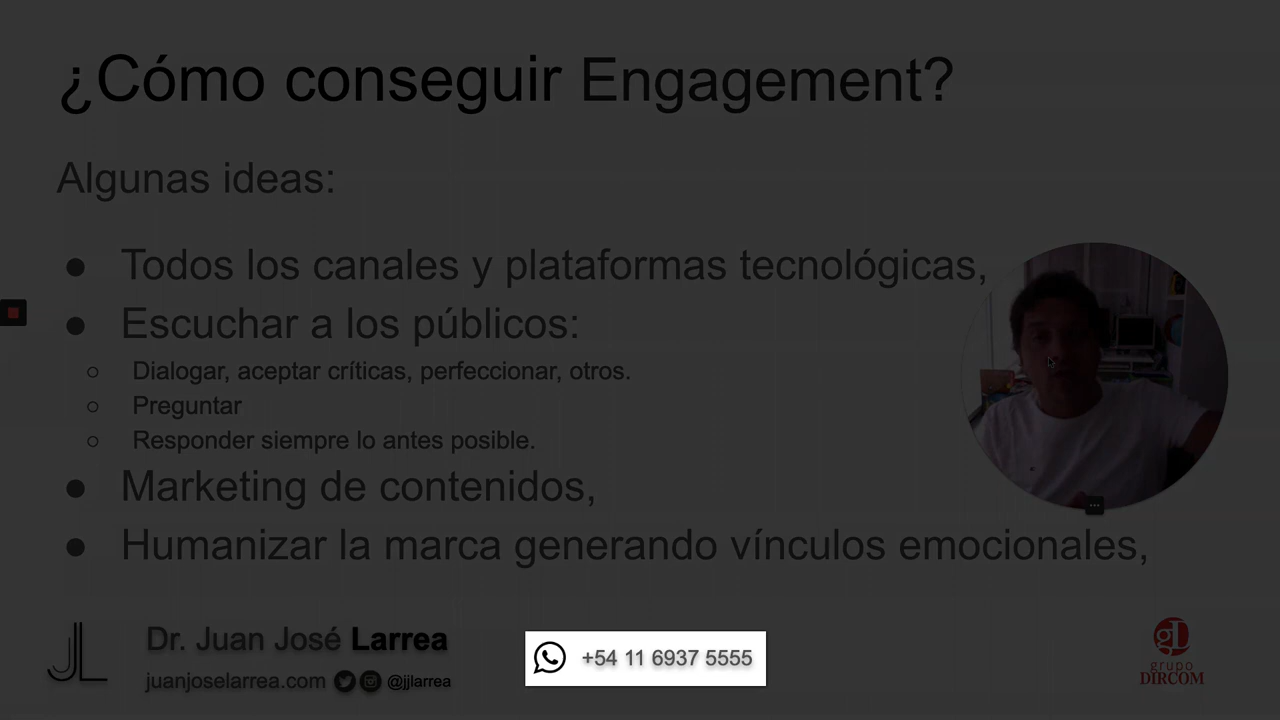 ¿Cómo conseguir Engagement?
Algunas ideas:
● Todos los canales y plataformas tecnológicas,
● Escuchar a los públicos:
○ Dialogar, aceptar críticas, perfeccionar, otros.
○ Preguntar
○ Responder siempre lo antes posible.
● Marketing de contenidos,
● Humanizar la marca generando vínculos emocionales,
JL
Dr. Juan José Larrea
juanjoselarrea.com @jjlarrea
+54 11 6937 5555
gD
grupo
DIRCOM